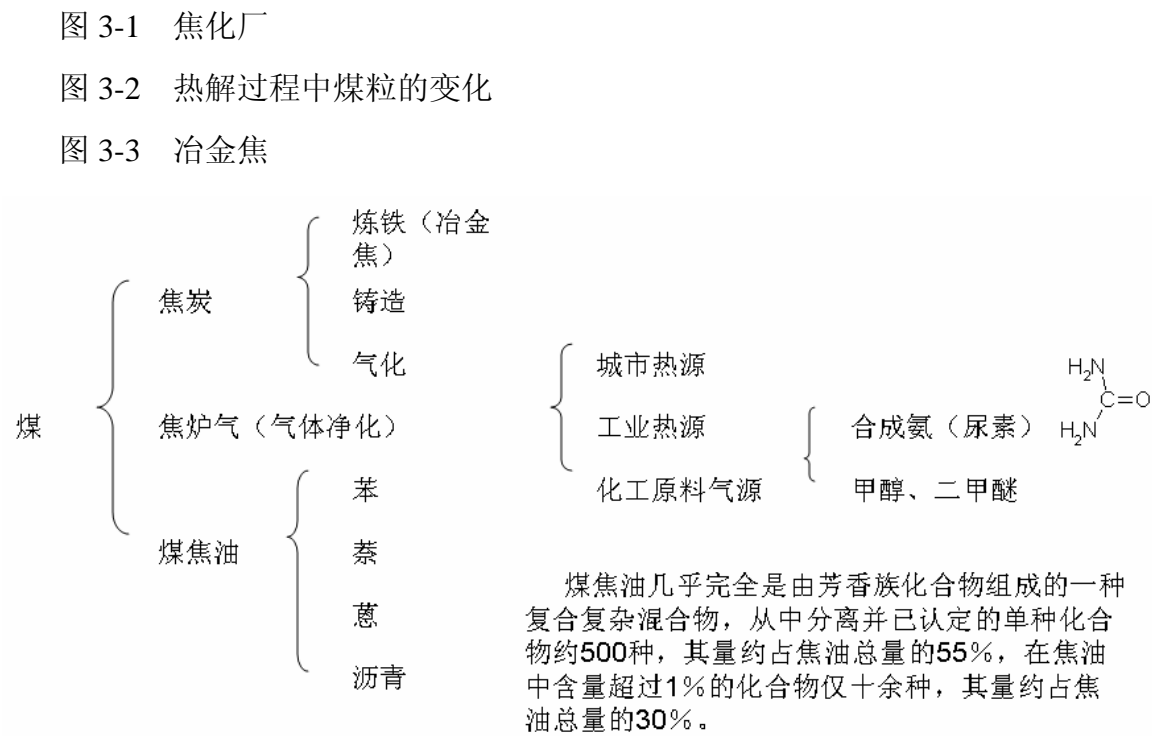 图 3-1 焦化厂
图 3-2 热解过程中煤粒的变化
图 3-3 冶金焦
煤
焦炭
炼铁（冶金
焦）
铸造
气化
焦炉气（气体净化）
城市热源
工业热源
化工原料气源
合成氨（尿素）
H₂N
C=O
H₂N
甲醇、二甲醚
煤焦油
苯
萘
蒽
沥青
煤焦油几乎完全是由芳香族化合物组成的一种
复合复杂混合物，从中分离并已认定的单种化合
物约500种，其量约占焦油总量的55％，在焦油
中含量超过1％的化合物仅十余种，其量约占焦
油总量的30％。